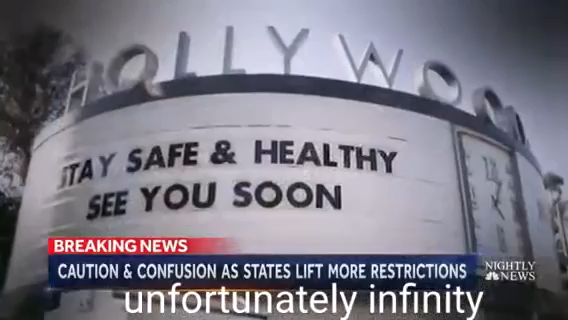 HOLLYWOOD
STAY SAFE & HEALTHY
SEE YOU SOON
BREAKING NEWS
CAUTION & CONFUSION AS STATES LIFT MORE RESTRICTIONS
NIGHTLY
NEWS
unfortunately infinity